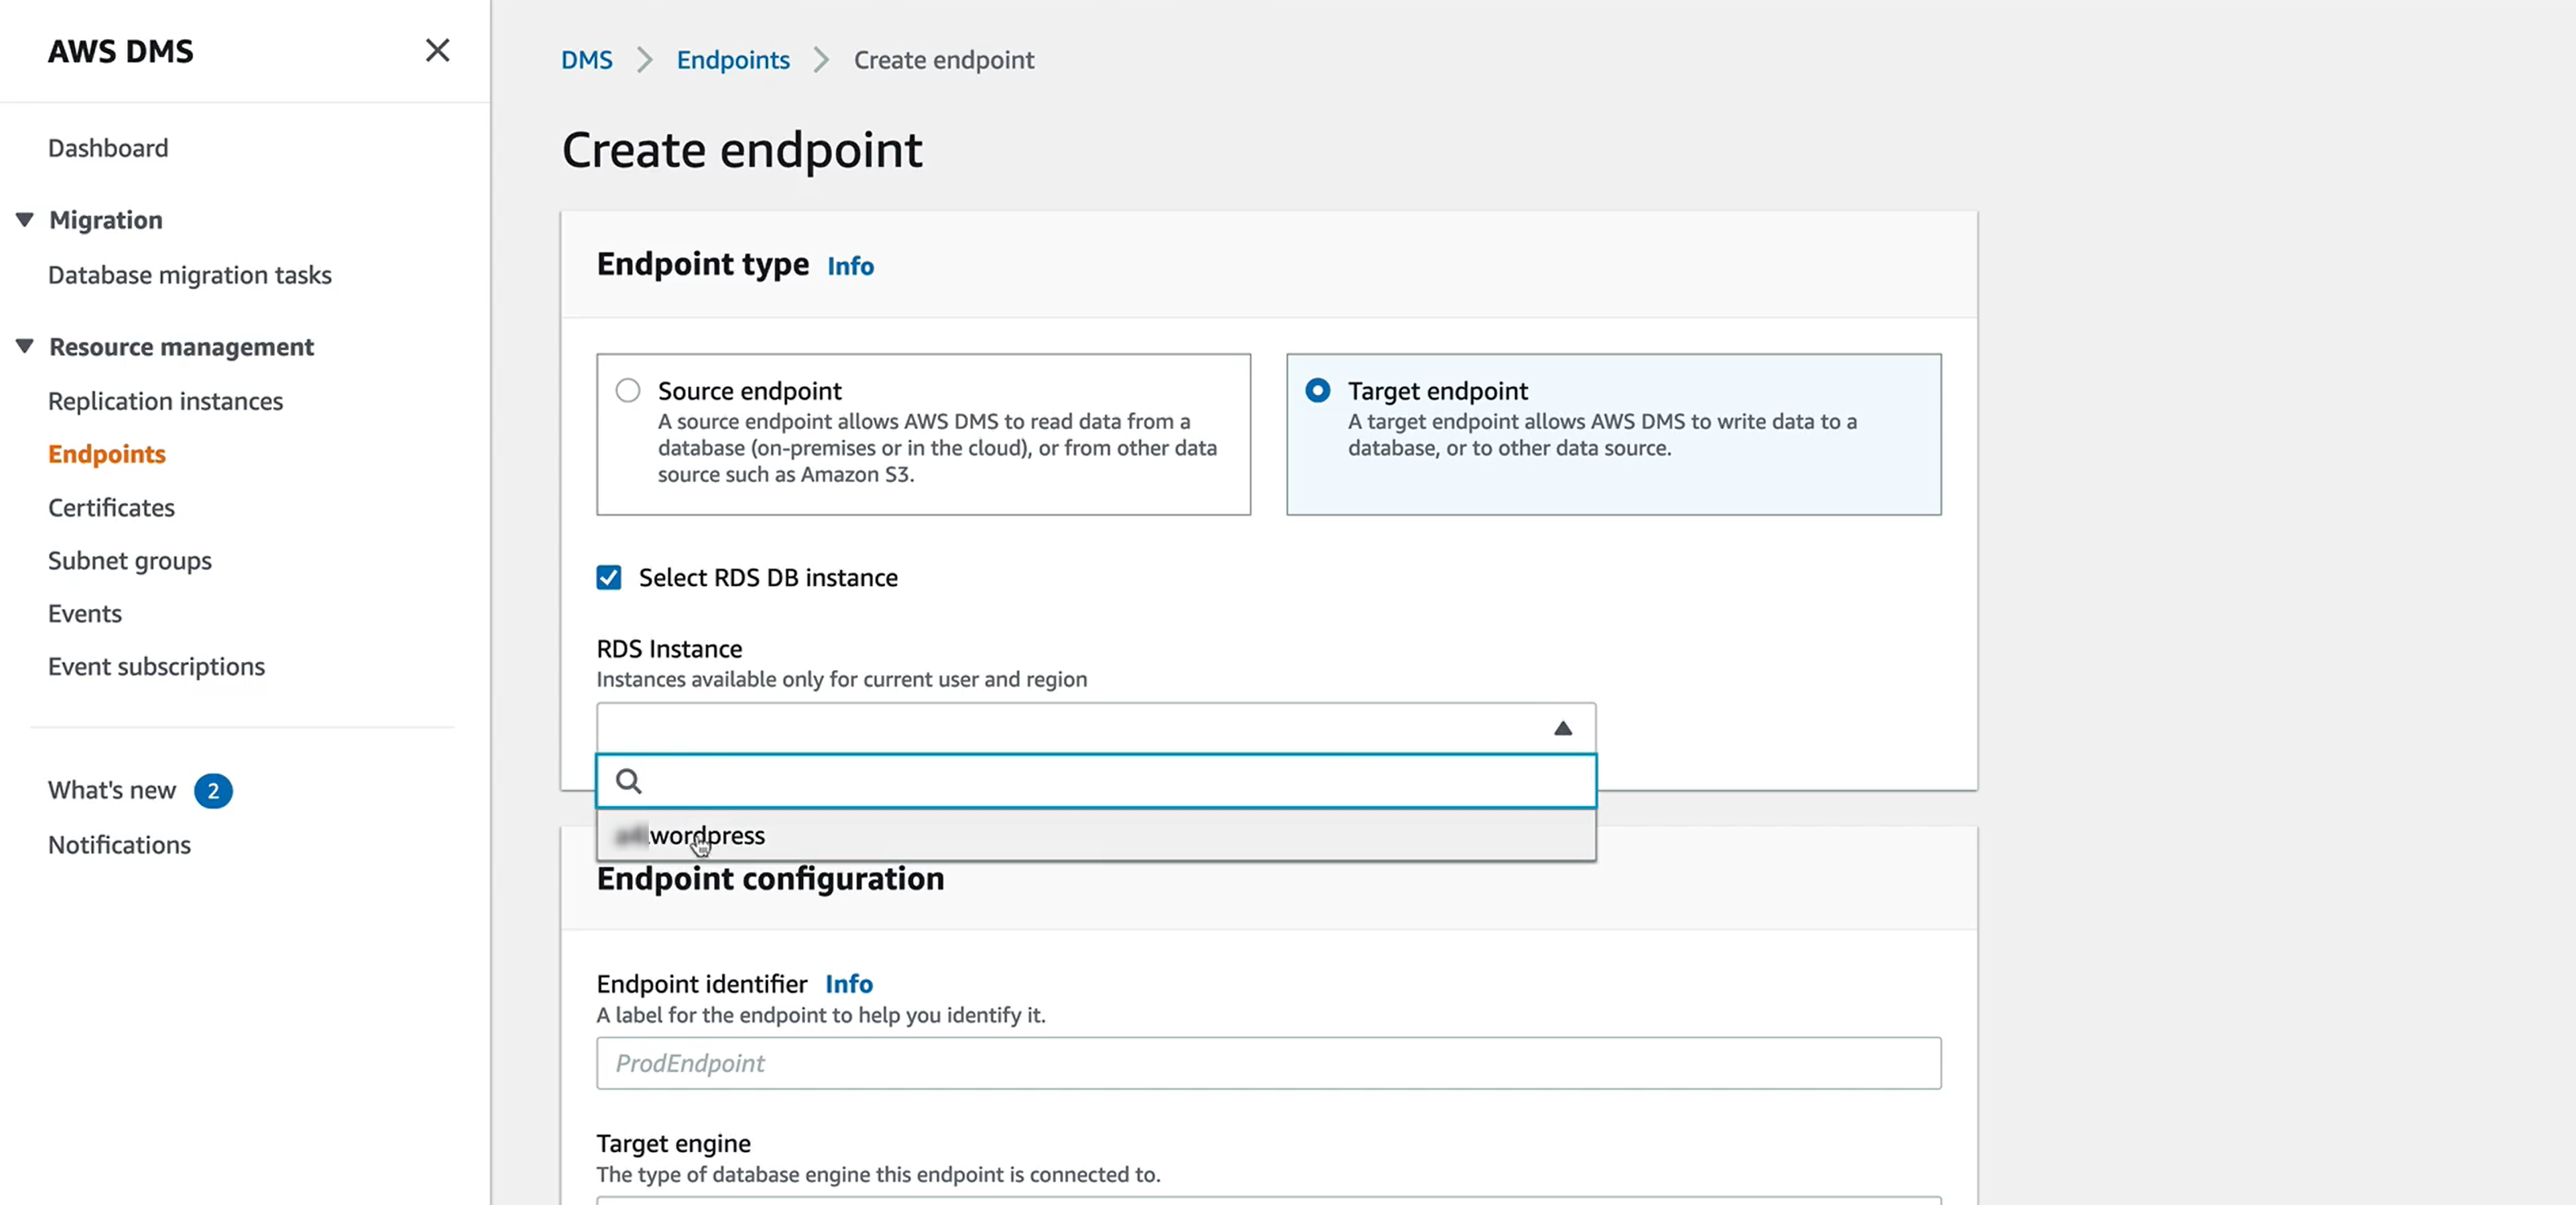 AWS DMS
Dashboard
Migration
Database migration tasks
Resource management
Replication instances
Endpoints
Certificates
Subnet groups
Events
Event subscriptions
What's new 2
Notifications
DMS > Endpoints > Create endpoint
Create endpoint
Endpoint type Info
Source endpoint
A source endpoint allows AWS DMS to read data from a
database (on-premises or in the cloud), or from other data
source such as Amazon S3.
Target endpoint
A target endpoint allows AWS DMS to write data to a
database, or to other data source.
Select RDS DB instance
RDS Instance
Instances available only for current user and region
wordpress
Endpoint configuration
Endpoint identifier Info
A label for the endpoint to help you identify it.
ProdEndpoint
Target engine
The type of database engine this endpoint is connected to.